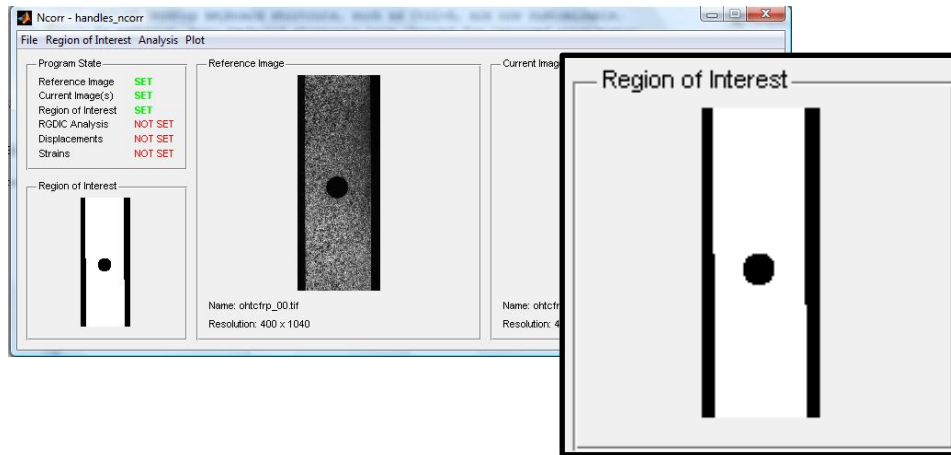 Ncorr - handles_ncorr
File Region of Interest Analysis Plot
Program State
Reference Image SET
Current Image(s) SET
Region of Interest SET
RGDIC Analysis NOT SET
Displacements NOT SET
Strains NOT SET
Region of Interest
Reference Image
Name: ohtcfrp_00.tif
Resolution: 400 x 1040
Current Imag
Name: ohtcfr
Resolution: 4
Region of Interest